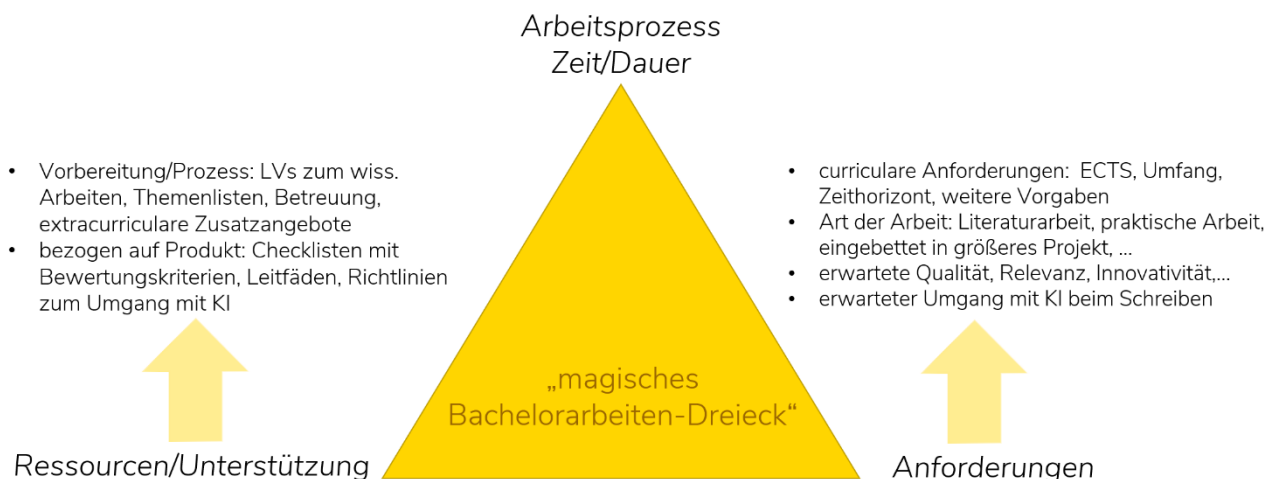 Arbeitsprozess
Zeit/Dauer
• Vorbereitung/Prozess: LVs zum wiss.
Arbeiten, Themenlisten, Betreuung,
extracurriculare Zusatzangebote
• bezogen auf Produkt: Checklisten mit
Bewertungskriterien, Leitfäden, Richtlinien
zum Umgang mit KI
• curriculare Anforderungen: ECTS, Umfang,
Zeithorizont, weitere Vorgaben
• Art der Arbeit: Literaturarbeit, praktische Arbeit,
eingebettet in größeres Projekt, ...
• erwartete Qualität, Relevanz, Innovativität,...
• erwarteter Umgang mit KI beim Schreiben
„magisches
Bachelorarbeiten-Dreieck“
Ressourcen/Unterstützung
Anforderungen